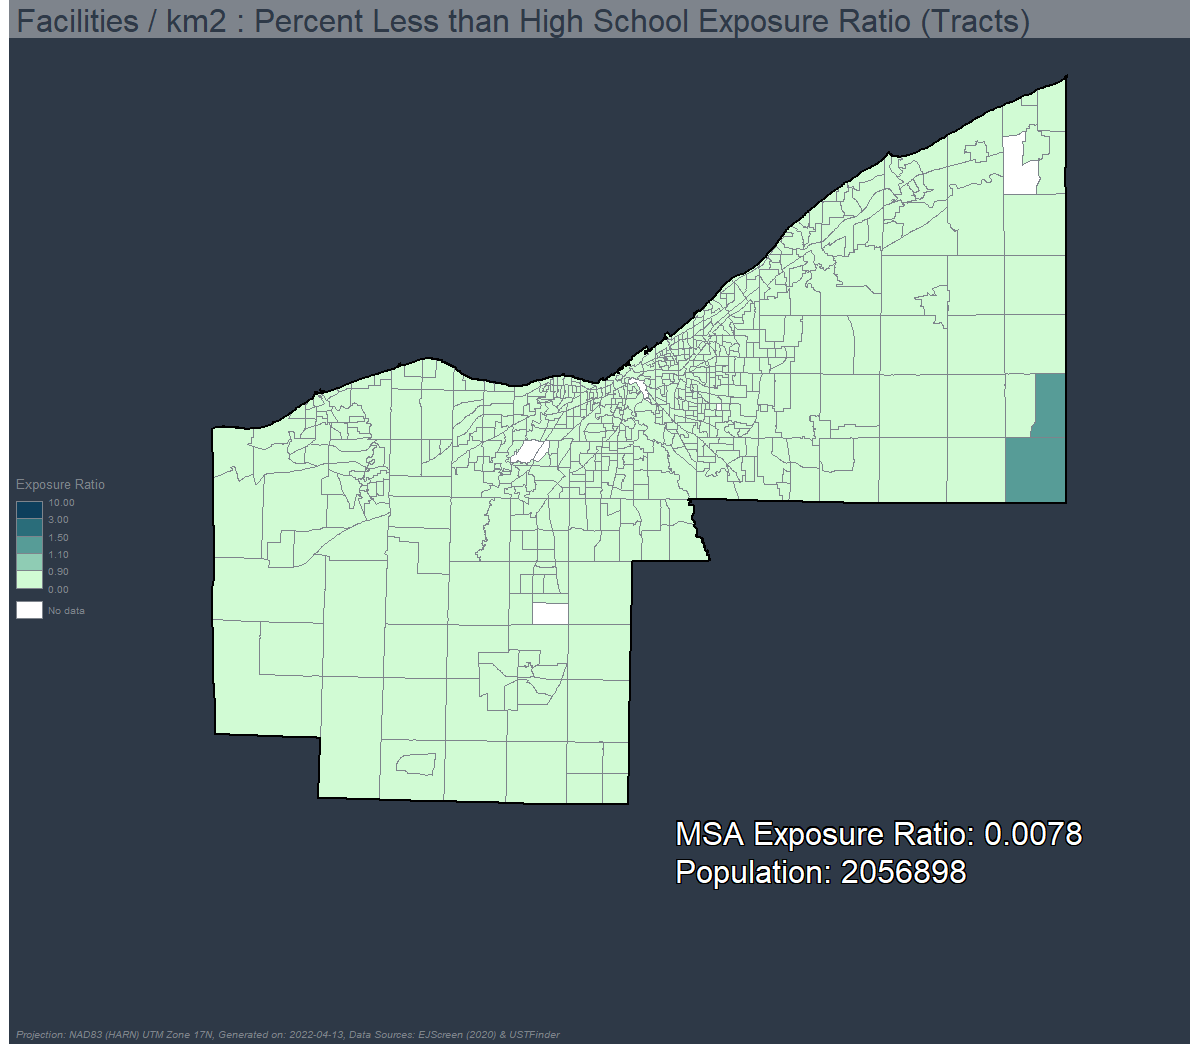 Facilities / km2 : Percent Less than High School Exposure Ratio (Tracts)
Exposure Ratio
10.00
3.00
1.50
1.10
0.90
0.00
No data
MSA Exposure Ratio: 0.0078
Population: 2056898
Projection: NAD83 (HARN) UTM Zone 17N, Generated on: 2022-04-13, Data Sources: EJScreen (2020) & USTFinder